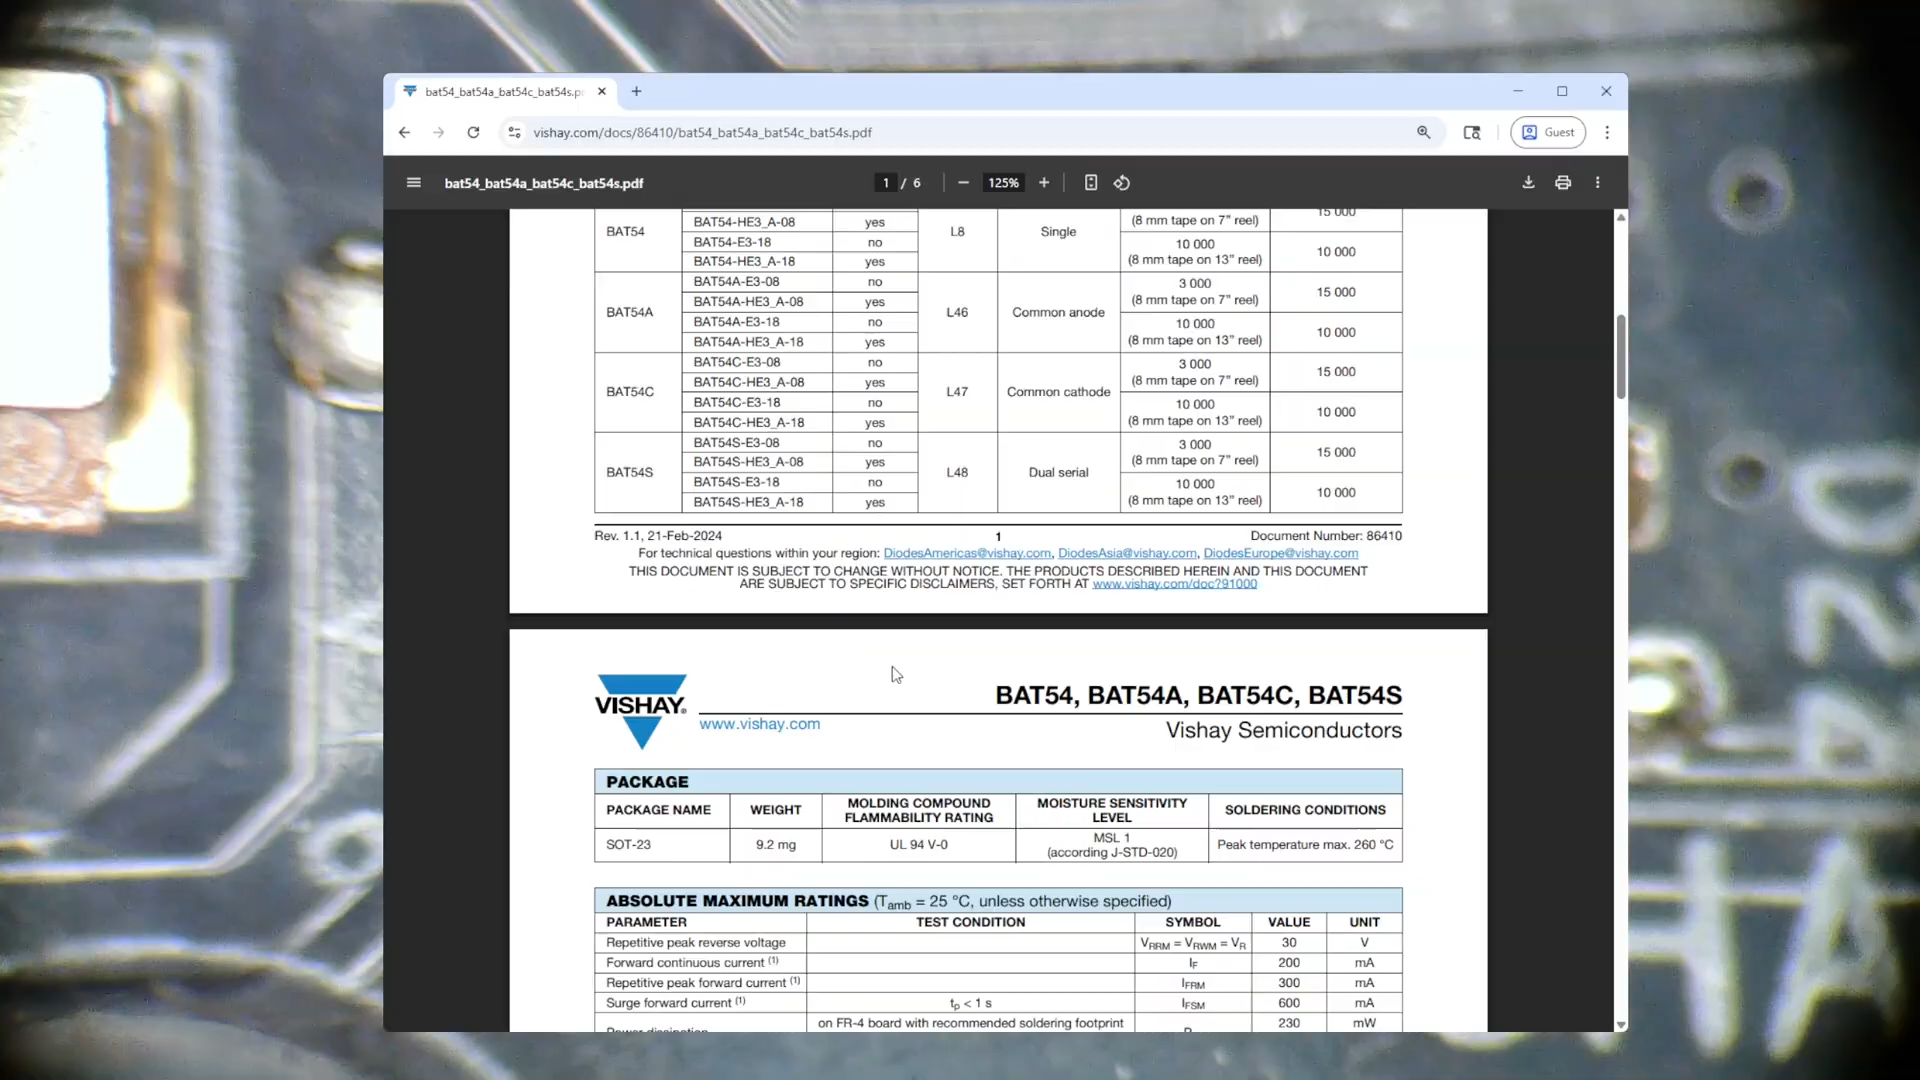 bat54_bat54a_bat54c_bat54s.p
vishay.com/docs/86410/bat54_bat54a_bat54c_bat54s.pdf
Guest
bat54_bat54a_bat54c_bat54s.pdf
1 / 6
125%
BAT54 BAT54-HE3_A-08 yes L8 Single (8 mm tape on 7" reel) 15 000
BAT54-E3-18 no 10 000 (8 mm tape on 13" reel) 10 000
BAT54-HE3_A-18 yes
BAT54A BAT54A-E3-08 no L46 Common anode 3 000 (8 mm tape on 7" reel) 15 000
BAT54A-HE3_A-08 yes
BAT54A-E3-18 no 10 000 (8 mm tape on 13" reel) 10 000
BAT54A-HE3_A-18 yes
BAT54C BAT54C-E3-08 no L47 Common cathode 3 000 (8 mm tape on 7" reel) 15 000
BAT54C-HE3_A-08 yes
BAT54C-E3-18 no 10 000 (8 mm tape on 13" reel) 10 000
BAT54C-HE3_A-18 yes
BAT54S BAT54S-E3-08 no L48 Dual serial 3 000 (8 mm tape on 7" reel) 15 000
BAT54S-HE3_A-08 yes
BAT54S-E3-18 no 10 000 (8 mm tape on 13" reel) 10 000
BAT54S-HE3_A-18 yes
Rev. 1.1, 21-Feb-2024 1 Document Number: 86410
For technical questions within your region: DiodesAmericas@vishay.com, DiodesAsia@vishay.com, DiodesEurope@vishay.com
THIS DOCUMENT IS SUBJECT TO CHANGE WITHOUT NOTICE. THE PRODUCTS DESCRIBED HEREIN AND THIS DOCUMENT
ARE SUBJECT TO SPECIFIC DISCLAIMERS, SET FORTH AT www.vishay.com/doc?91000
VISHAY®
www.vishay.com
BAT54, BAT54A, BAT54C, BAT54S
Vishay Semiconductors
PACKAGE
PACKAGE NAME WEIGHT MOLDING COMPOUND FLAMMABILITY RATING MOISTURE SENSITIVITY LEVEL SOLDERING CONDITIONS
SOT-23 9.2 mg UL 94 V-0 MSL 1 (according J-STD-020) Peak temperature max. 260 °C
ABSOLUTE MAXIMUM RATINGS (Tamb = 25 °C, unless otherwise specified)
PARAMETER TEST CONDITION SYMBOL VALUE UNIT
Repetitive peak reverse voltage VRRM = VRWM = VR 30 V
Forward continuous current (1) IF 200 mA
Repetitive peak forward current (1) IFRM 300 mA
Surge forward current (1) tp < 1 s IFSM 600 mA
Power dissipation on FR-4 board with recommended soldering footprint P 230 mW